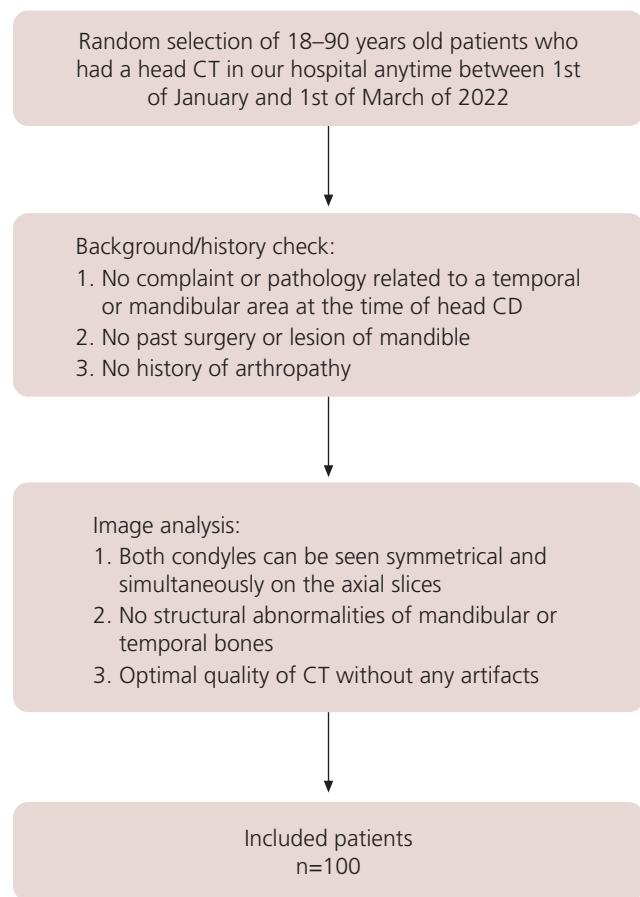 Random selection of 18–90 years old patients who
had a head CT in our hospital anytime between 1st
of January and 1st of March of 2022
Background/history check:
1. No complaint or pathology related to a temporal
or mandibular area at the time of head CD
2. No past surgery or lesion of mandible
3. No history of arthropathy
Image analysis:
1. Both condyles can be seen symmetrical and
simultaneously on the axial slices
2. No structural abnormalities of mandibular or
temporal bones
3. Optimal quality of CT without any artifacts
Included patients
n=100